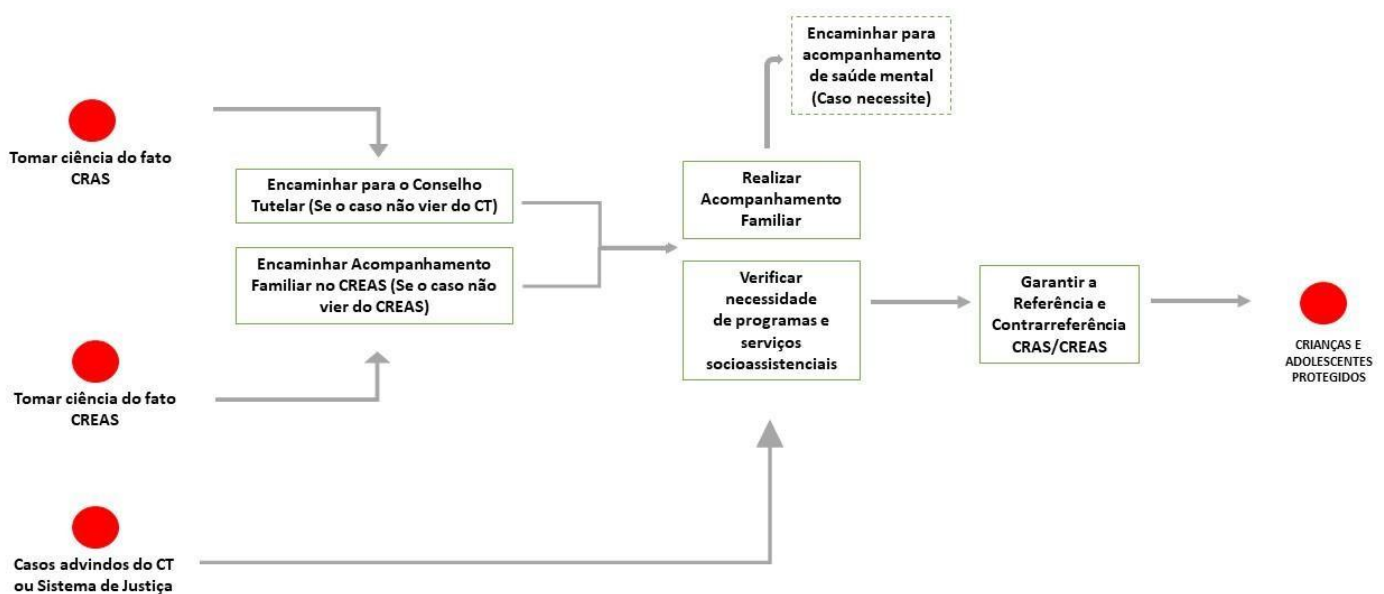 Encaminhar para
acompanhamento
de saúde mental
(Caso necessite)
Tomar ciência do fato
CRAS
Encaminhar para o Conselho
Tutelar (Se o caso não vier do CT)
Realizar
Acompanhamento
Familiar
Encaminhar Acompanhamento
Familiar no CREAS (Se o caso não
vier do CREAS)
Verificar
necessidade
de programas e
serviços
socioassistenciais
Garantir a
Referência e
Contrarreferência
CRAS/CREAS
CRIANÇAS E
ADOLESCENTES
PROTEGIDOS
Tomar ciência do fato
CREAS
Casos advindos do CT
ou Sistema de Justiça